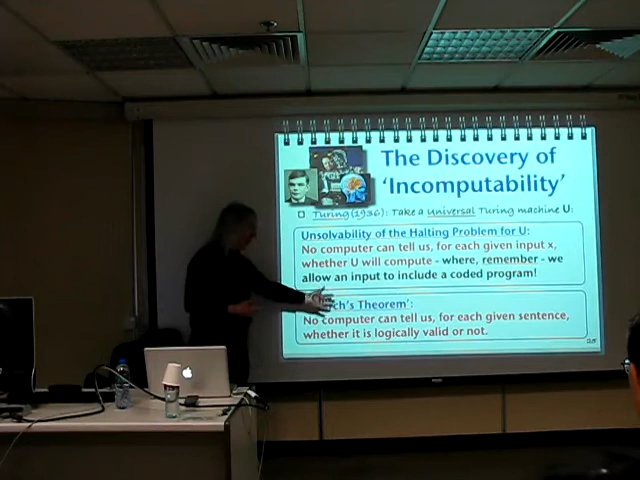 The Discovery of
'Incomputability'
Turing (1936): Take a universal Turing machine U:
Unsolvability of the Halting Problem for U:
No computer can tell us, for each given input x,
whether U will compute - where, remember - we
allow an input to include a coded program!
ch's Theorem':
No computer can tell us, for each given sentence,
whether it is logically valid or not.